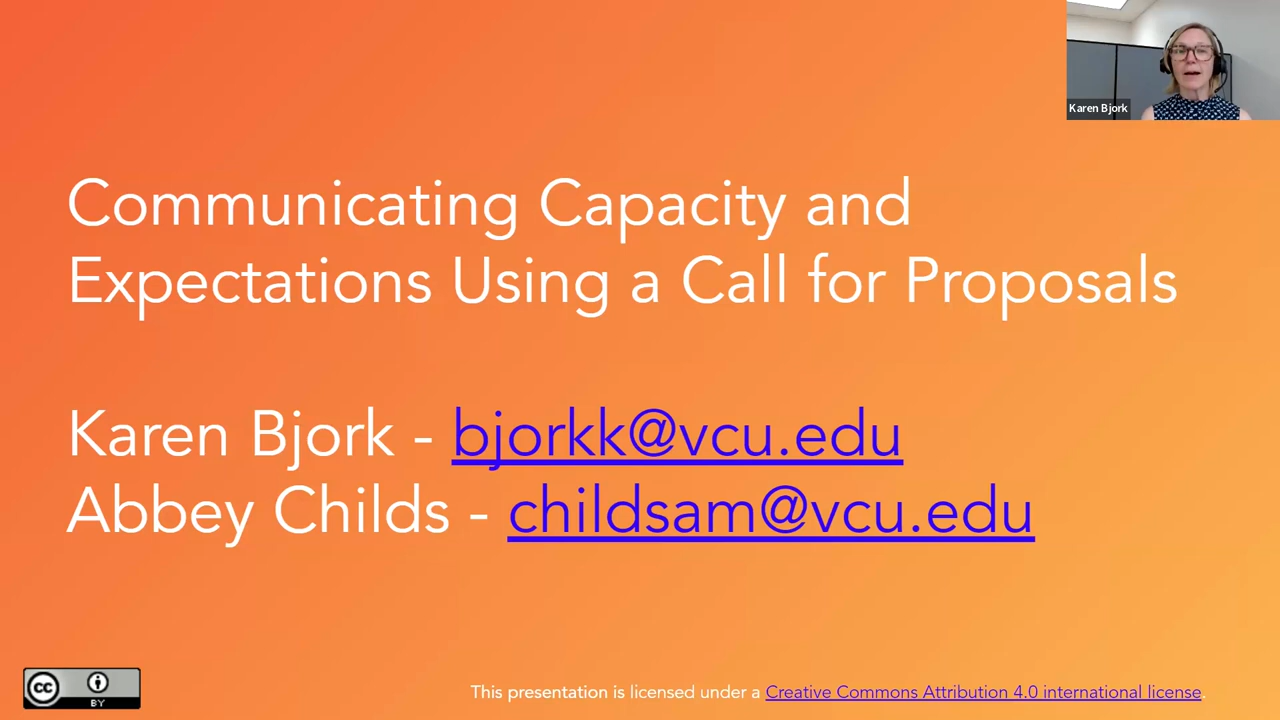 Karen Bjork
Communicating Capacity and
Expectations Using a Call for Proposals
Karen Bjork - bjorkk@vcu.edu
Abbey Childs - childsam@vcu.edu
CC BY
This presentation is licensed under a Creative Commons Attribution 4.0 international license.